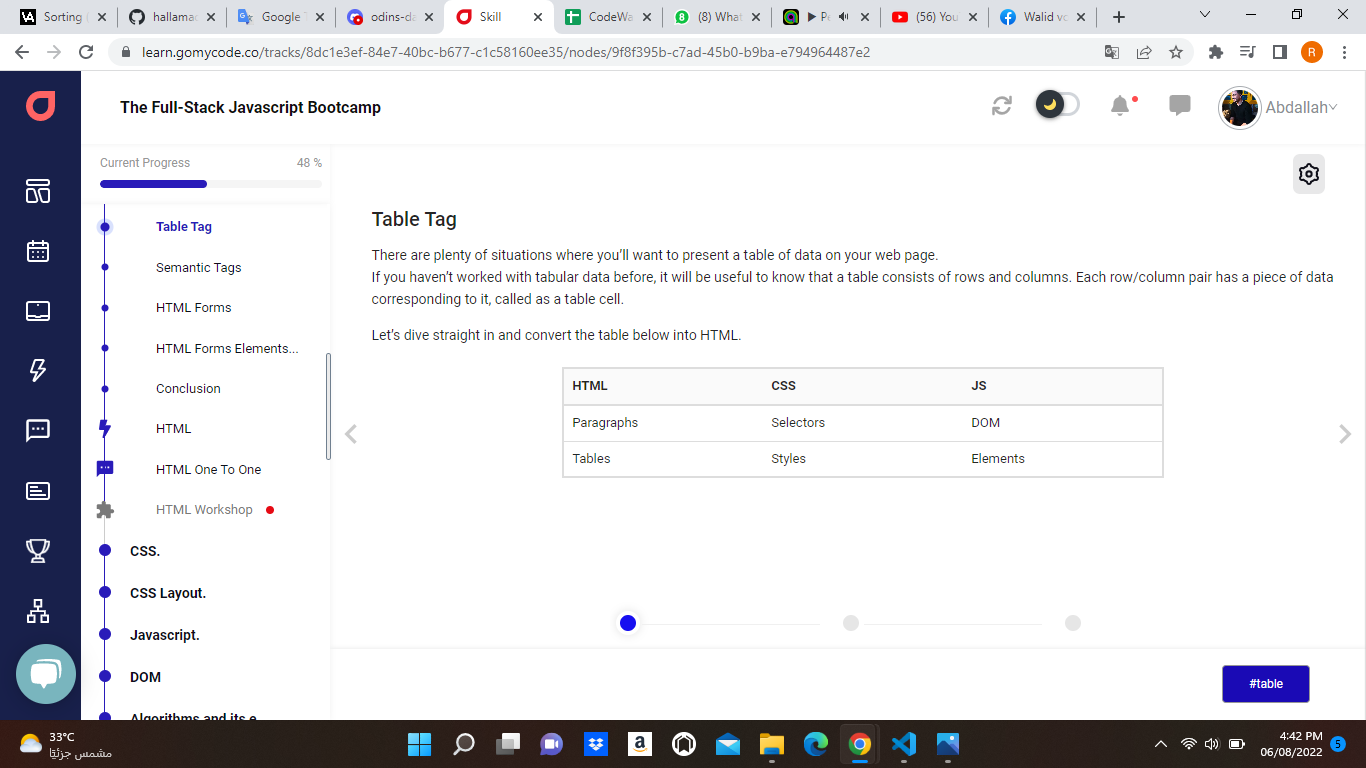 Sorting
hallamac
Google T
odins-da
Skill
CodeWa
(8) What
(56) You
Walid vo
learn.gomycode.co/tracks/8dc1e3ef-84e7-40bc-b677-c1c58160ee35/nodes/9f8f395b-c7ad-45b0-b9ba-e794964487e2
R
The Full-Stack Javascript Bootcamp
Abdallah
Current Progress 48 %
Table Tag
Semantic Tags
HTML Forms
HTML Forms Elements...
Conclusion
HTML
HTML One To One
HTML Workshop
CSS.
CSS Layout.
Javascript.
DOM
Algorithms and its e
Table Tag
There are plenty of situations where you’ll want to present a table of data on your web page.
If you haven’t worked with tabular data before, it will be useful to know that a table consists of rows and columns. Each row/column pair has a piece of data
corresponding to it, called as a table cell.
Let’s dive straight in and convert the table below into HTML.
HTML CSS JS
Paragraphs Selectors DOM
Tables Styles Elements
#table
33°C
مشمس جزئيًا
4:42 PM
06/08/2022
5